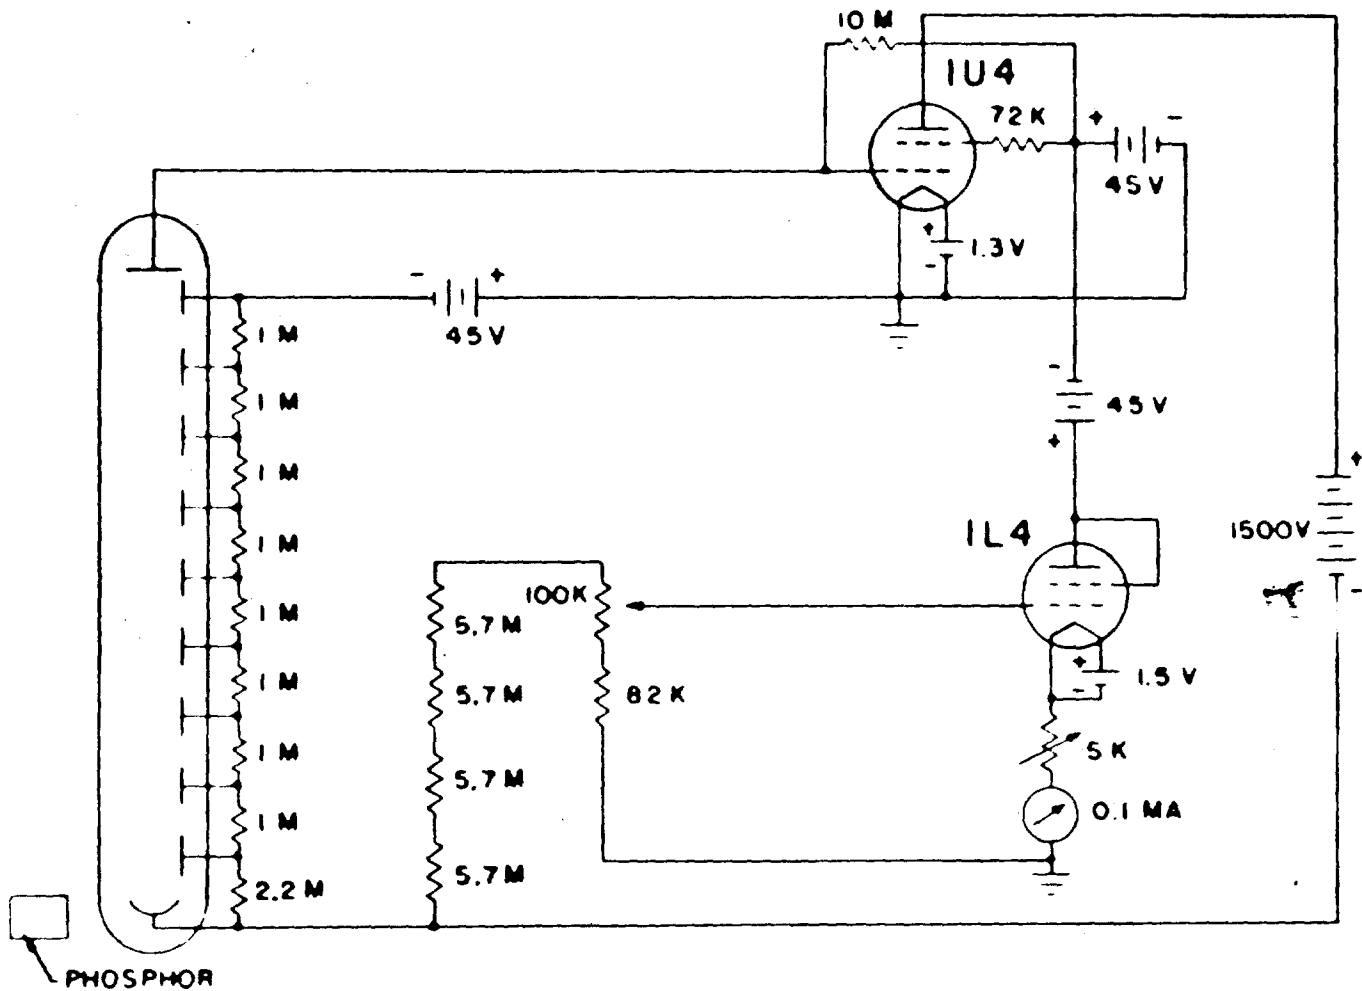 10 M
1U4
72 K
+ -
45 V
+
1.3 V
-
- +
45 V
1 M
1 M
1 M
1 M
1 M
1 M
1 M
1 M
2.2 M
-
45 V
+
1L4
+
1500V
-
100K
5.7 M
5.7 M
5.7 M
5.7 M
82 K
+
1.5 V
-
5 K
0.1 MA
PHOSPHOR